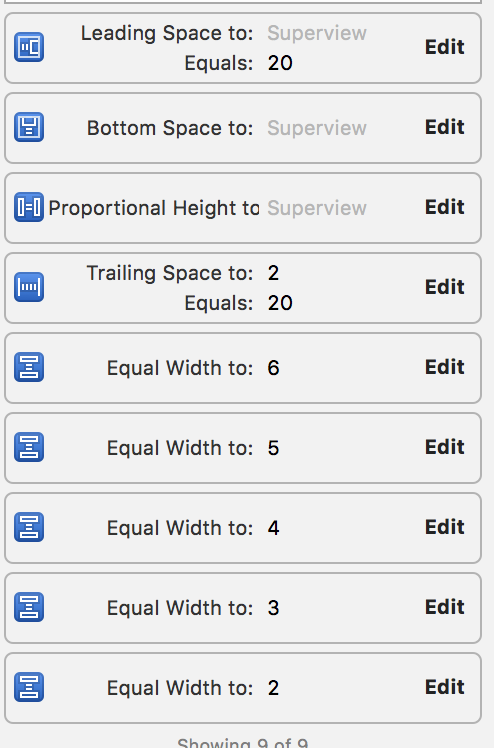 Leading Space to: Superview
Equals: 20
Edit
Bottom Space to: Superview
Edit
Proportional Height to Superview
Edit
Trailing Space to: 2
Equals: 20
Edit
Equal Width to: 6
Edit
Equal Width to: 5
Edit
Equal Width to: 4
Edit
Equal Width to: 3
Edit
Equal Width to: 2
Edit
Showing 9 of 9